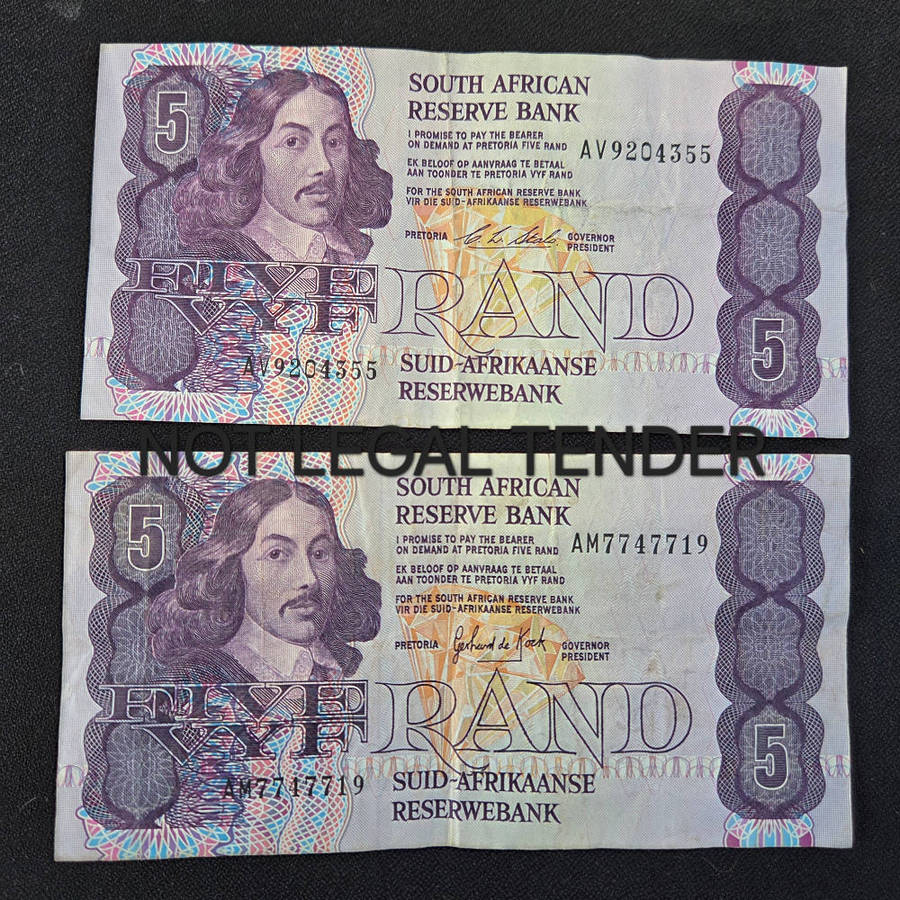 5
SOUTH AFRICAN
RESERVE BANK
I PROMISE TO PAY THE BEARER
ON DEMAND AT PRETORIA FIVE RAND
AV9204355
EK BELOOF OP AANVRAAG TE BETAAL
AAN TOONDER TE PRETORIA VYF RAND
FOR THE SOUTH AFRICAN RESERVE BANK
VIR DIE SUID-AFRIKAANSE RESERWEBANK
PRETORIA
GOVERNOR
PRESIDENT
FIVE
VYF
RAND
5
AV9204355
SUID-AFRIKAANSE
RESERWEBANK
NOT LEGAL TENDER
5
SOUTH AFRICAN
RESERVE BANK
I PROMISE TO PAY THE BEARER
ON DEMAND AT PRETORIA FIVE RAND
AM7747719
EK BELOOF OP AANVRAAG TE BETAAL
AAN TOONDER TE PRETORIA VYF RAND
FOR THE SOUTH AFRICAN RESERVE BANK
VIR DIE SUID-AFRIKAANSE RESERWEBANK
PRETORIA Gerhard de Kock GOVERNOR
PRESIDENT
FIVE
VYF
RAND
5
AM7747719
SUID-AFRIKAANSE
RESERWEBANK